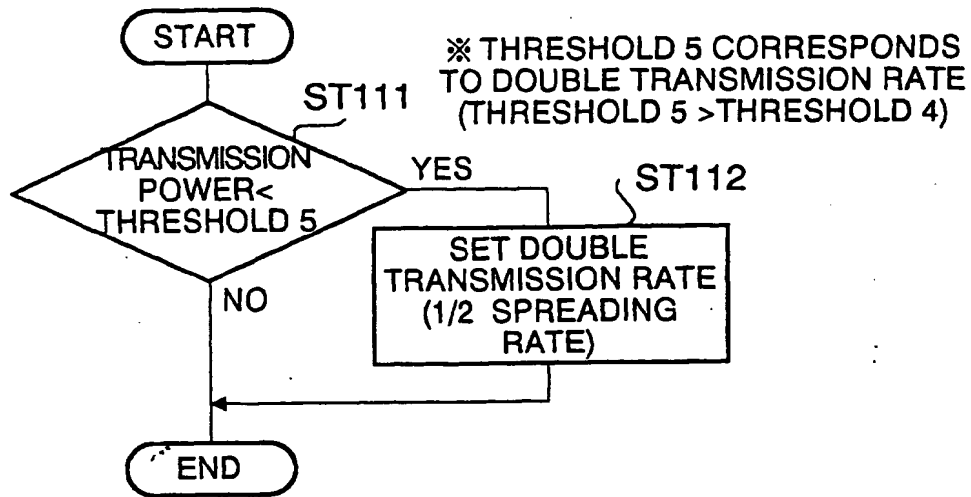 START
※ THRESHOLD 5 CORRESPONDS
TO DOUBLE TRANSMISSION RATE
(THRESHOLD 5 >THRESHOLD 4)
ST111
TRANSMISSION
POWER<
THRESHOLD 5
YES
ST112
SET DOUBLE
TRANSMISSION RATE
(1/2 SPREADING
RATE)
NO
END